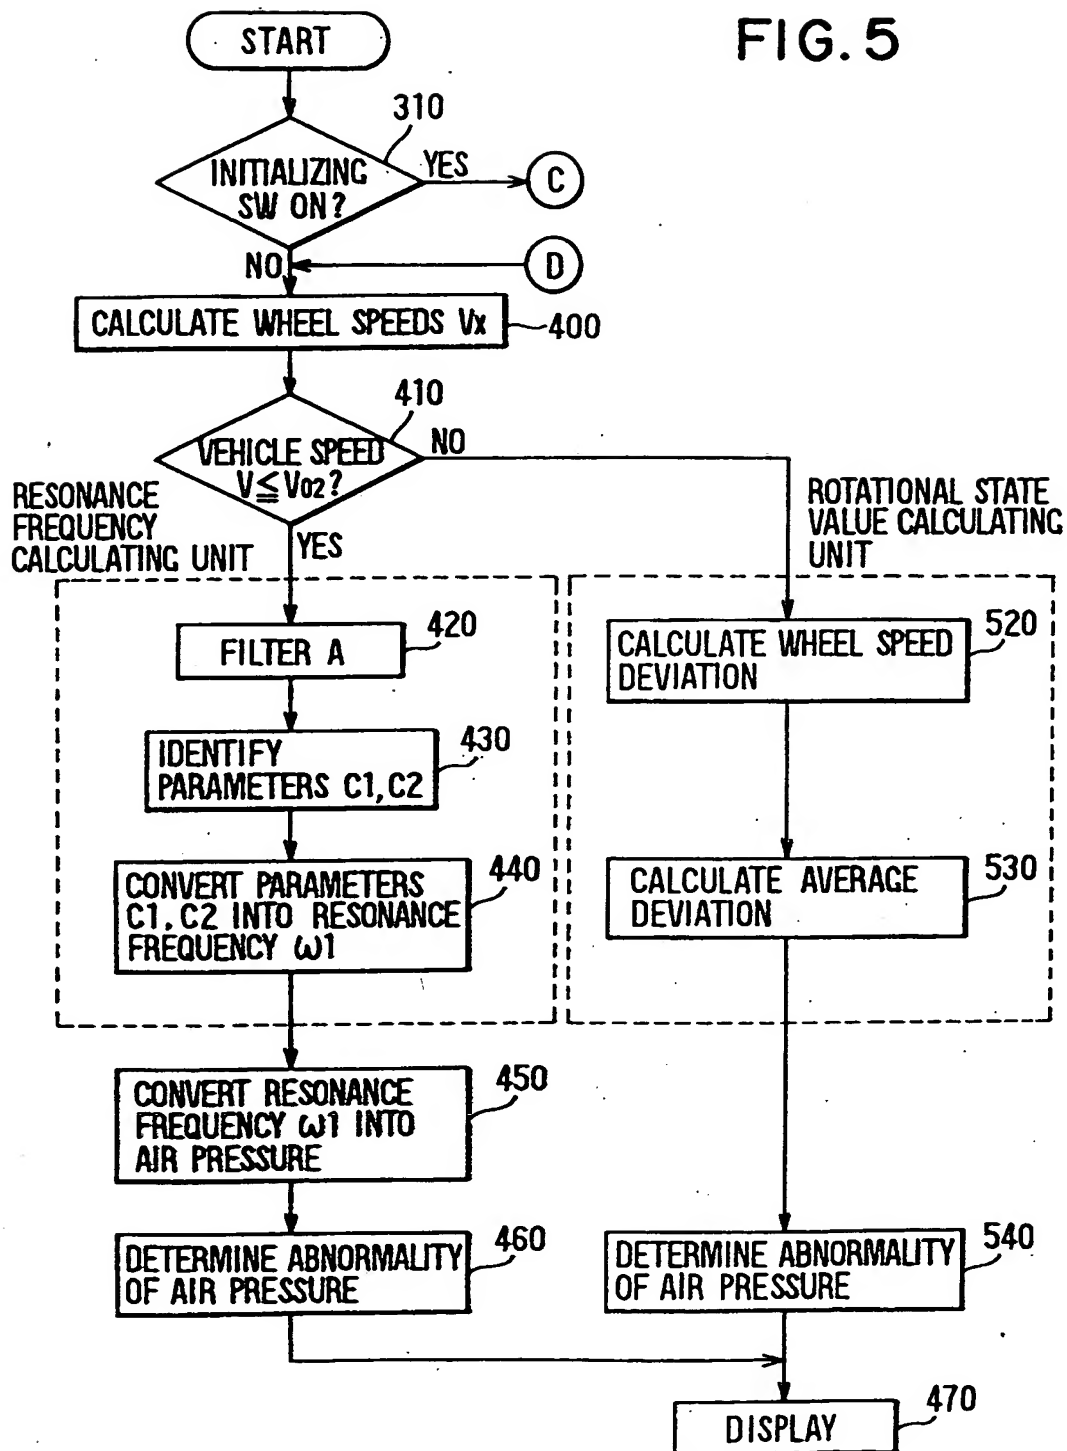 FIG. 5
START
310
INITIALIZING
SW ON?
YES
C
NO
D
CALCULATE WHEEL SPEEDS Vx
400
410
VEHICLE SPEED
V≦V02?
NO
YES
RESONANCE
FREQUENCY
CALCULATING UNIT
ROTATIONAL STATE
VALUE CALCULATING
UNIT
FILTER A
420
IDENTIFY
PARAMETERS C1, C2
430
CONVERT PARAMETERS
C1, C2 INTO RESONANCE
FREQUENCY ω1
440
CONVERT RESONANCE
FREQUENCY ω1 INTO
AIR PRESSURE
450
DETERMINE ABNORMALITY
OF AIR PRESSURE
460
CALCULATE WHEEL SPEED
DEVIATION
520
CALCULATE AVERAGE
DEVIATION
530
DETERMINE ABNORMALITY
OF AIR PRESSURE
540
DISPLAY
470